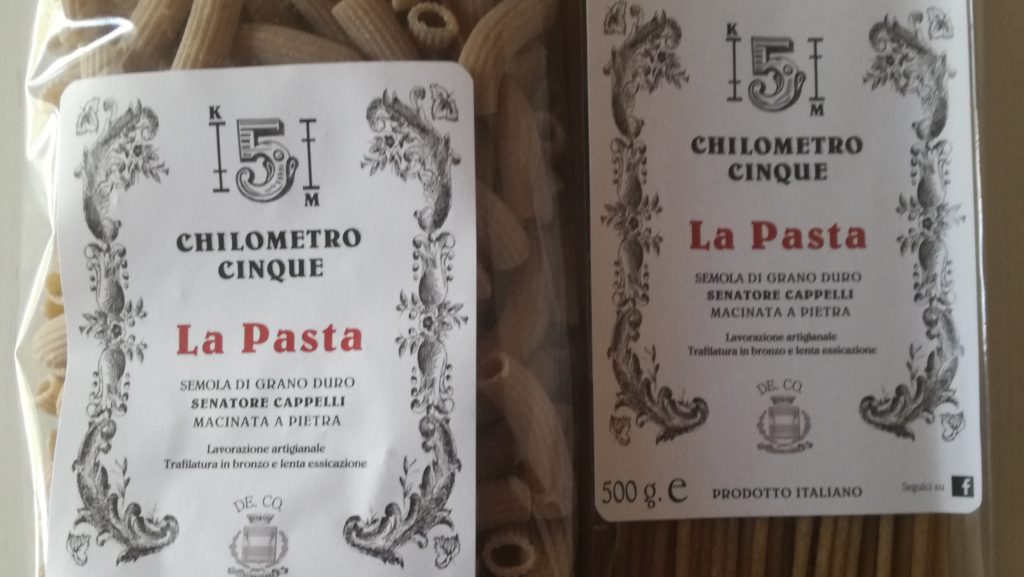 K
5
M
CHILOMETRO
CINQUE
La Pasta
SEMOLA DI GRANO DURO
SENATORE CAPPELLI
MACINATA A PIETRA
Lavorazione artigianale
Trafilatura in bronzo e lenta essicazione
DE. CO.
K
5
M
CHILOMETRO
CINQUE
La Pasta
SEMOLA DI GRANO DURO
SENATORE CAPPELLI
MACINATA A PIETRA
Lavorazione artigianale
Trafilatura in bronzo e lenta essicazione
DE. CO.
500 g. e PRODOTTO ITALIANO Seguici su f